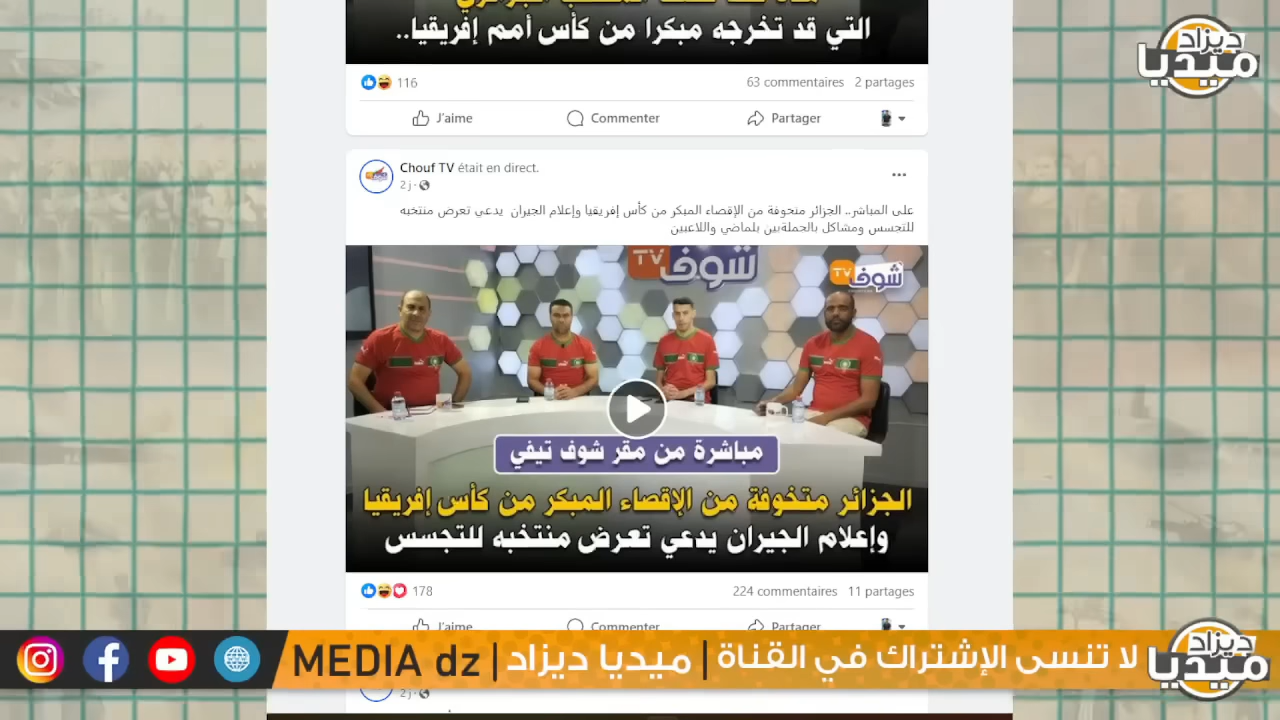 التي قد تخرجه مبكرا من كأس أمم إفريقيا..
ديزاد
ميديا
116
63 commentaires 2 partages
J'aime
Commenter
Partager
Chouf TV était en direct.
2 j
على المباشر.. الجزائر متخوفة من الإقصاء المبكر من كأس إفريقيا وإعلام الجيران يدعي تعرض منتخبه
للتجسس ومشاكل بالجملة بين بلماضي واللاعبين
شوف TV
شوف TV
مباشرة من مقر شوف تيفي
الجزائر متخوفة من الإقصاء المبكر من كأس إفريقيا
وإعلام الجيران يدعي تعرض منتخبه للتجسس
178
224 commentaires 11 partages
J'aime
Commenter
Partager
لا تنسى الإشتراك في القناة | ميديا ديزاد | MEDIA dz
ديزاد
ميديا
2 j